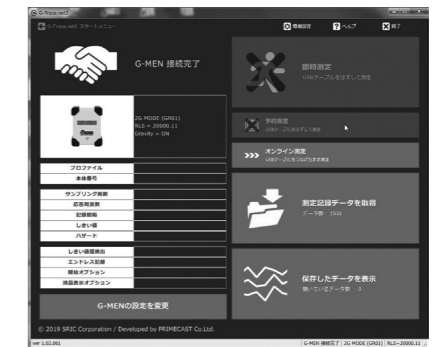 G-Trace.net2
G-Trace.net2 スタートメニュー
環境設定
ヘルプ
終了
G-MEN 接続完了
2G MODE (GR01)
RLS = 20000.11
Gravity = ON
プロファイル
本体番号
サンプリング周期
応答周波数
記録開始
しきい値
ハザード
しきい値超検出
エンドレス記録
開始オプション
液晶表示オプション
G-MENの設定を変更
即時測定
USBケーブルをはずして測定
予約測定
USBケーブルをはずして測定
オンライン測定
USBケーブルをつなげたまま測定
測定記録データを取得
データ数 : 1533
保存したデータを表示
開いているデータ数 : 0
© 2019 SRIC Corporation / Developed by PRIMECAST Co.Ltd.
ver 1.02.001
G-MEN 接続完了
2G MODE (GR01)
RLS=20000.11